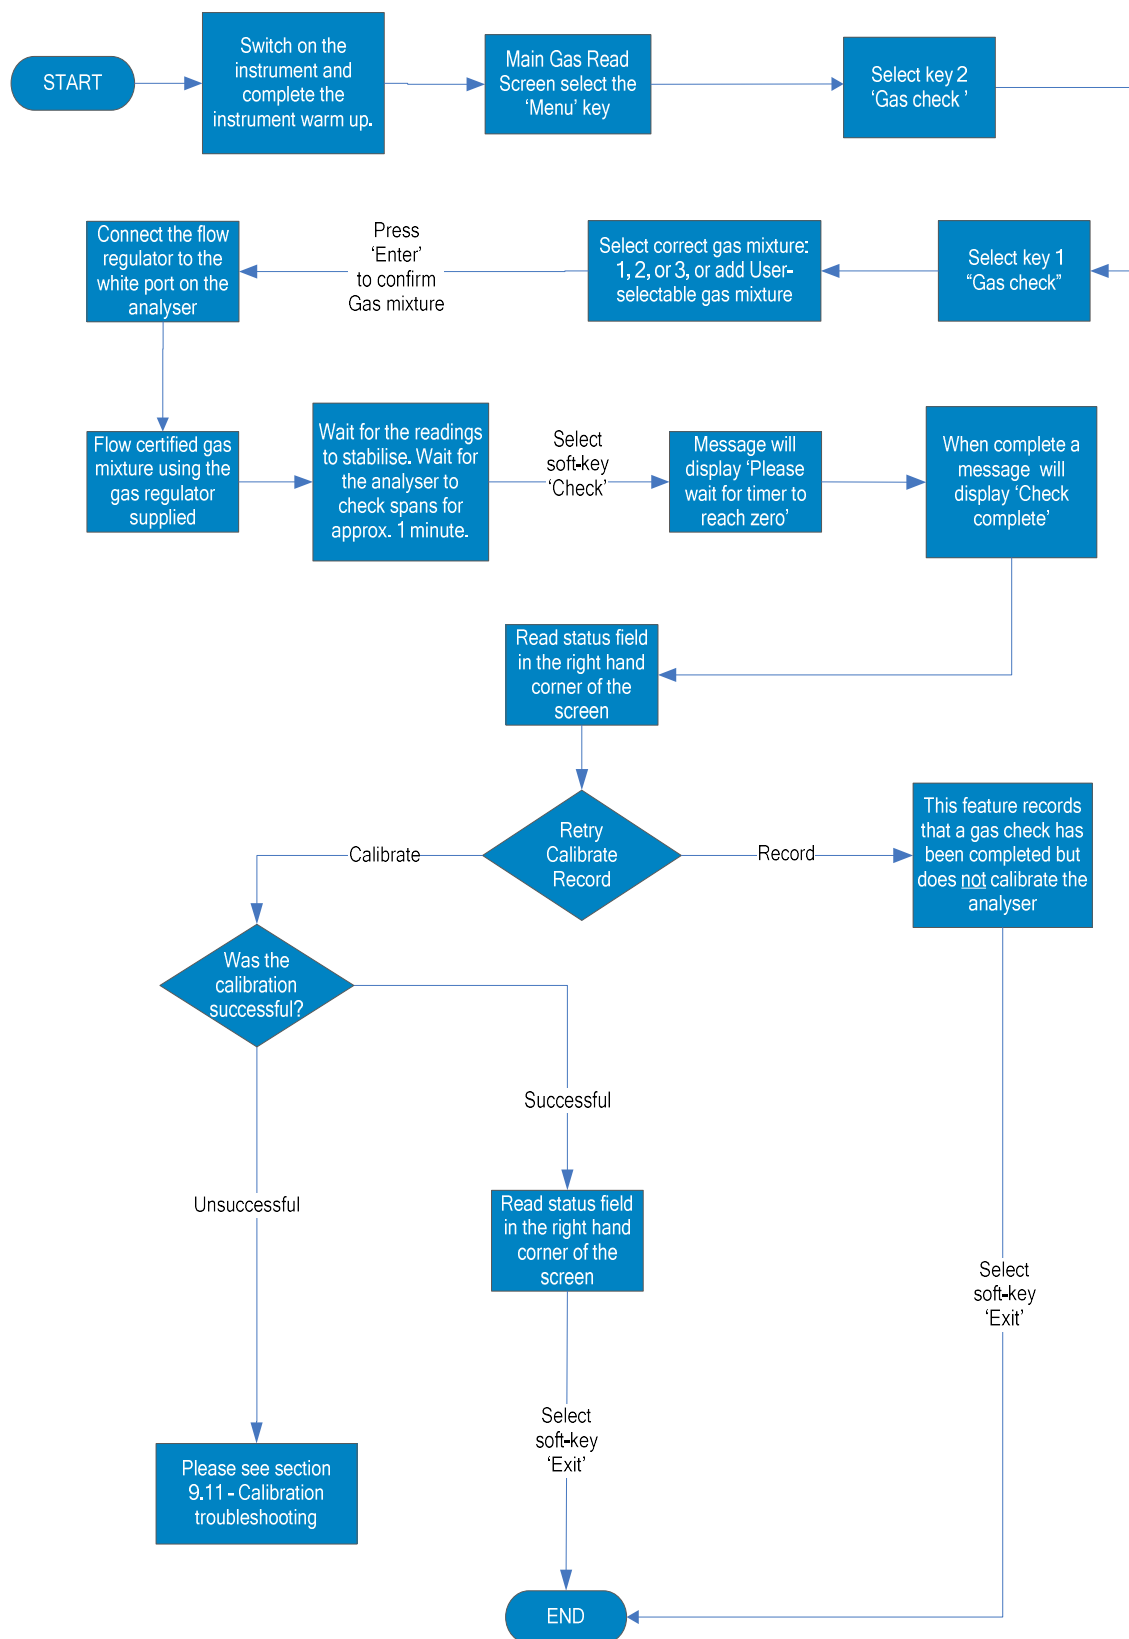 START
Switch on the
instrument and
complete the
instrument warm up.
Main Gas Read
Screen select the
‘Menu’ key
Select key 2
‘Gas check ’
Connect the flow
regulator to the
white port on the
analyser
Press
‘Enter’
to confirm
Gas mixture
Select correct gas mixture:
1, 2, or 3, or add User-
selectable gas mixture
Select key 1
“Gas check”
Flow certified gas
mixture using the
gas regulator
supplied
Wait for the readings
to stabilise. Wait for
the analyser to
check spans for
approx. 1 minute.
Select
soft-key
‘Check’
Message will
display ‘Please
wait for timer to
reach zero’
When complete a
message will
display ‘Check
complete’
Read status field
in the right hand
corner of the
screen
Retry
Calibrate
Record
Calibrate
Record
This feature records
that a gas check has
been completed but
does not calibrate the
analyser
Was the
calibration
successful?
Successful
Unsuccessful
Read status field
in the right hand
corner of the
screen
Select
soft-key
‘Exit’
Select
soft-key
‘Exit’
Please see section
9.11 - Calibration
troubleshooting
END